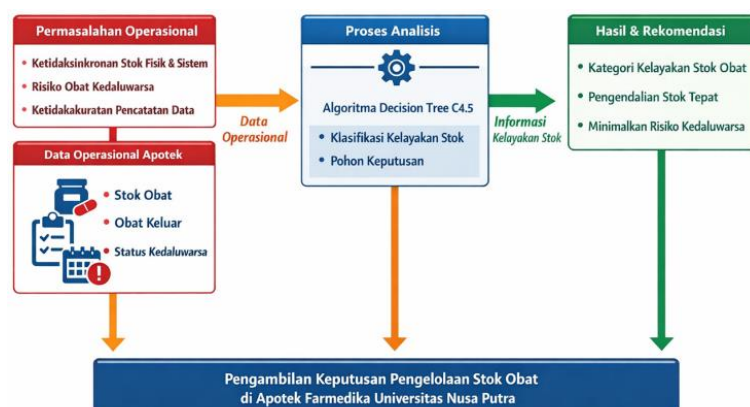 Permasalahan Operasional
• Ketidaksinkronan Stok Fisik & Sistem
• Risiko Obat Kedaluwarsa
• Ketidakakuratan Pencatatan Data
Data Operasional Apotek
• Stok Obat
• Obat Keluar
• Status Kedaluwarsa
Data
Operasional
Proses Analisis
Algoritma Decision Tree C4.5
• Klasifikasi Kelayakan Stok
• Pohon Keputusan
Informasi
Kelayakan Stok
Hasil & Rekomendasi
• Kategori Kelayakan Stok Obat
• Pengendalian Stok Tepat
• Minimalkan Risiko Kedaluwarsa
Pengambilan Keputusan Pengelolaan Stok Obat
di Apotek Farmedika Universitas Nusa Putra